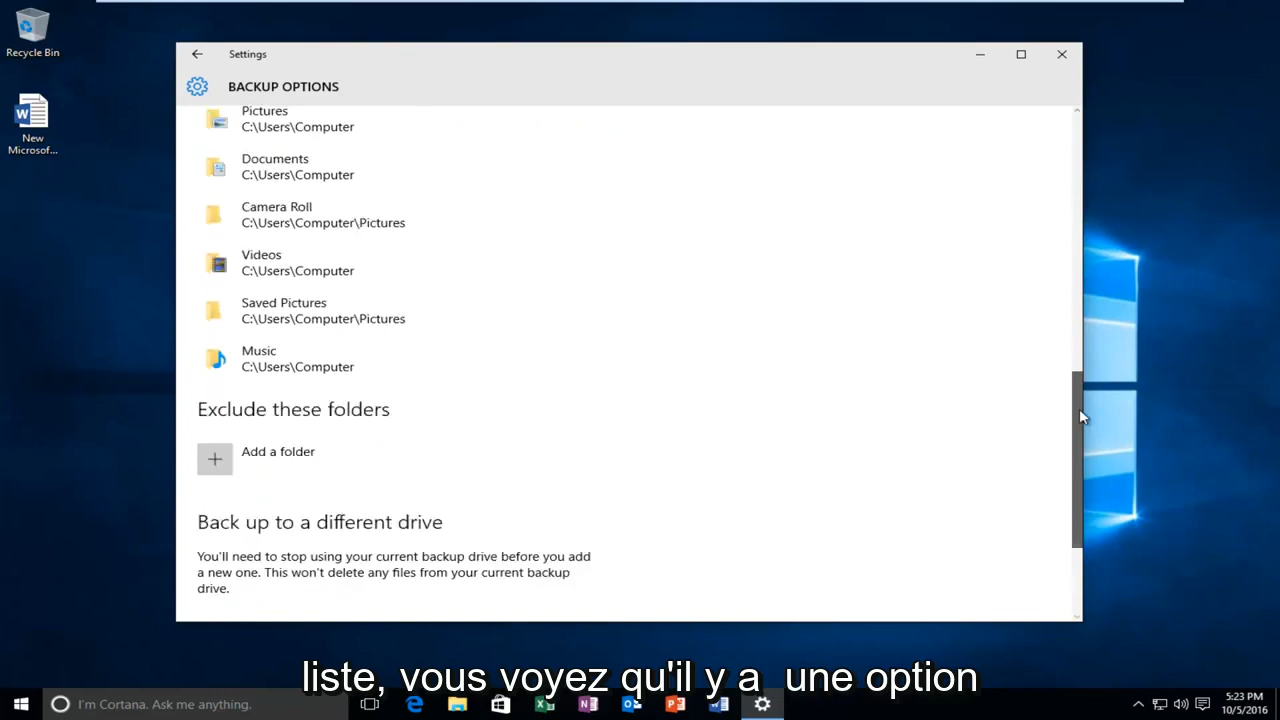 Recycle Bin
New
Microsof...
Settings
BACKUP OPTIONS
Pictures
C:\Users\Computer
Documents
C:\Users\Computer
Camera Roll
C:\Users\Computer\Pictures
Videos
C:\Users\Computer
Saved Pictures
C:\Users\Computer\Pictures
Music
C:\Users\Computer
Exclude these folders
Add a folder
Back up to a different drive
You'll need to stop using your current backup drive before you add
a new one. This won't delete any files from your current backup
drive.
liste, vous voyez qu'il y a une option
I'm Cortana. Ask me anything.
5:23 PM
10/5/2016